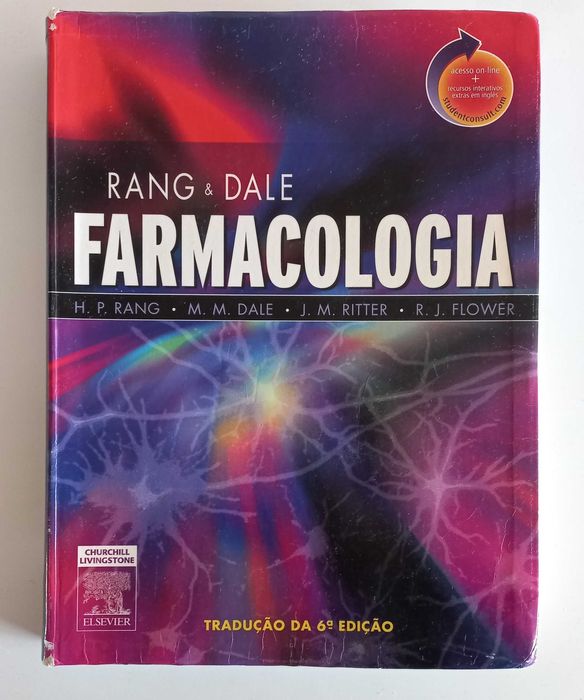 acesso on-line
+
recursos interativos
extras em inglês
studentconsult.com
RANG & DALE
FARMACOLOGIA
H. P. RANG • M. M. DALE • J. M. RITTER • R. J. FLOWER
CHURCHILL
LIVINGSTONE
ELSEVIER
TRADUÇÃO DA 6ª EDIÇÃO